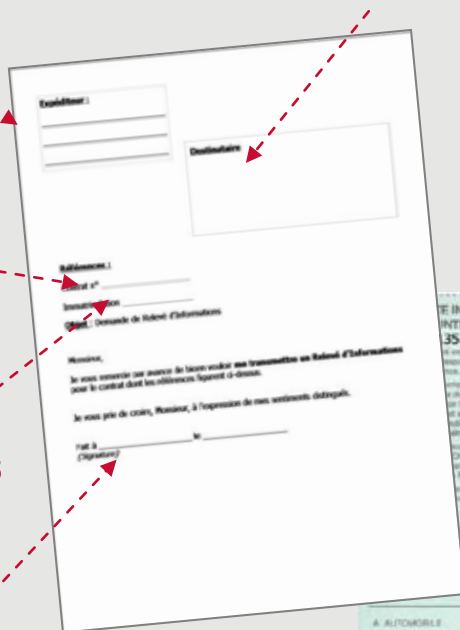 Expéditeur :
Destinataire
Références :
Contrat n°
Immatriculation
Objet : Demande de Relevé d'Informations
Monsieur,
Je vous remercie par avance de bien vouloir me transmettre un Relevé d'Informations
pour le contrat dont les références figurent ci-dessus.
Je vous prie de croire, Monsieur, à l'expression de mes sentiments distingués.
Fait à le
(Signature)
35
A AUTOMOBILE